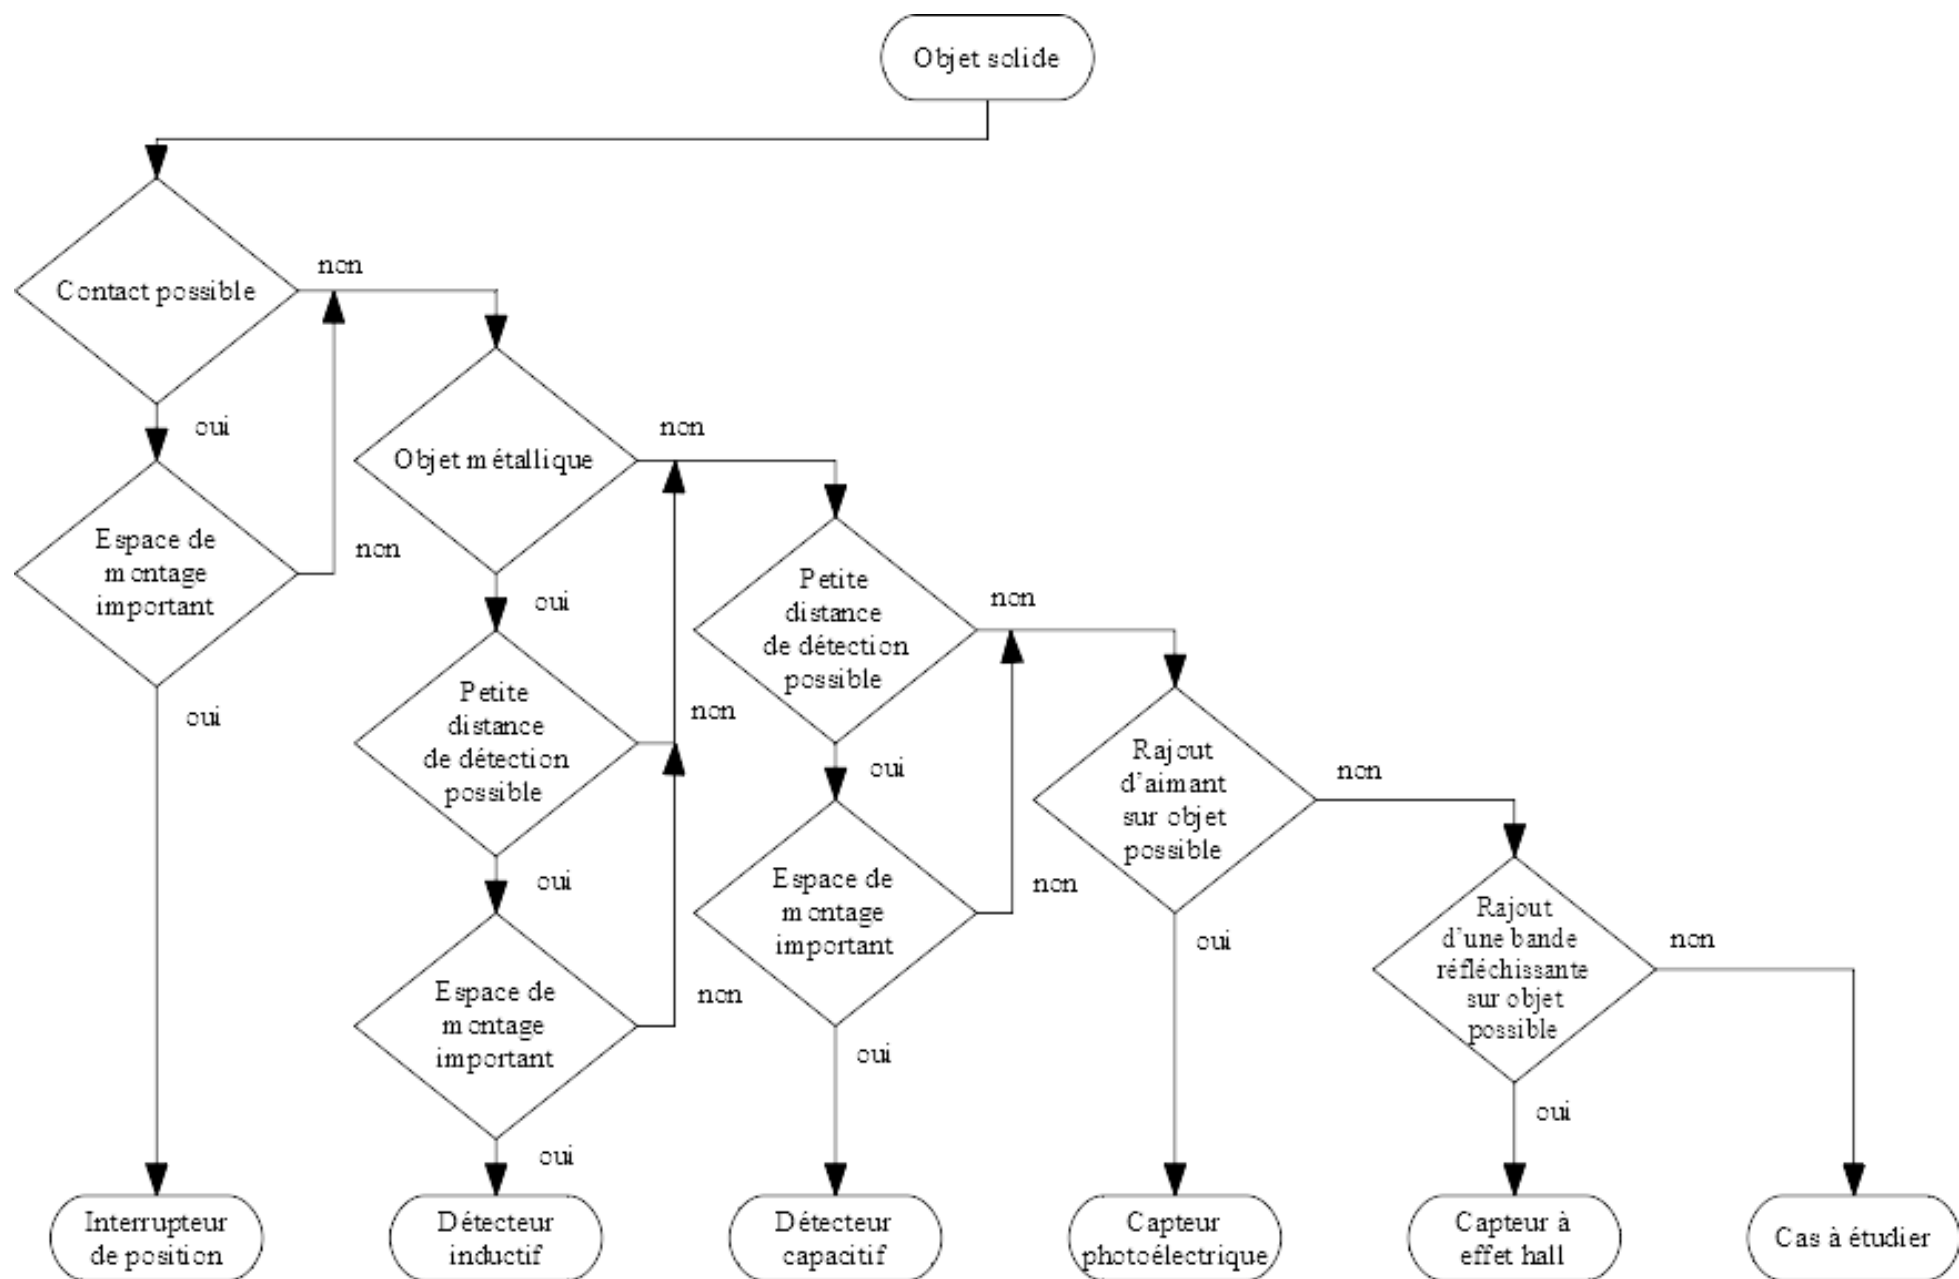 Objet solide
Contact possible
non
oui
Espace de
montage
important
non
oui
Objet métallique
non
oui
Petite
distance
de détection
possible
non
oui
Espace de
montage
important
non
oui
Petite
distance
de détection
possible
non
oui
Espace de
montage
important
non
oui
Rajout
d'aimant
sur objet
possible
non
oui
Rajout
d'une bande
réfléchissante
sur objet
possible
non
oui
Interrupteur
de position
Détecteur
inductif
Détecteur
capacitif
Capteur
photoélectrique
Capteur à
effet hall
Cas à étudier